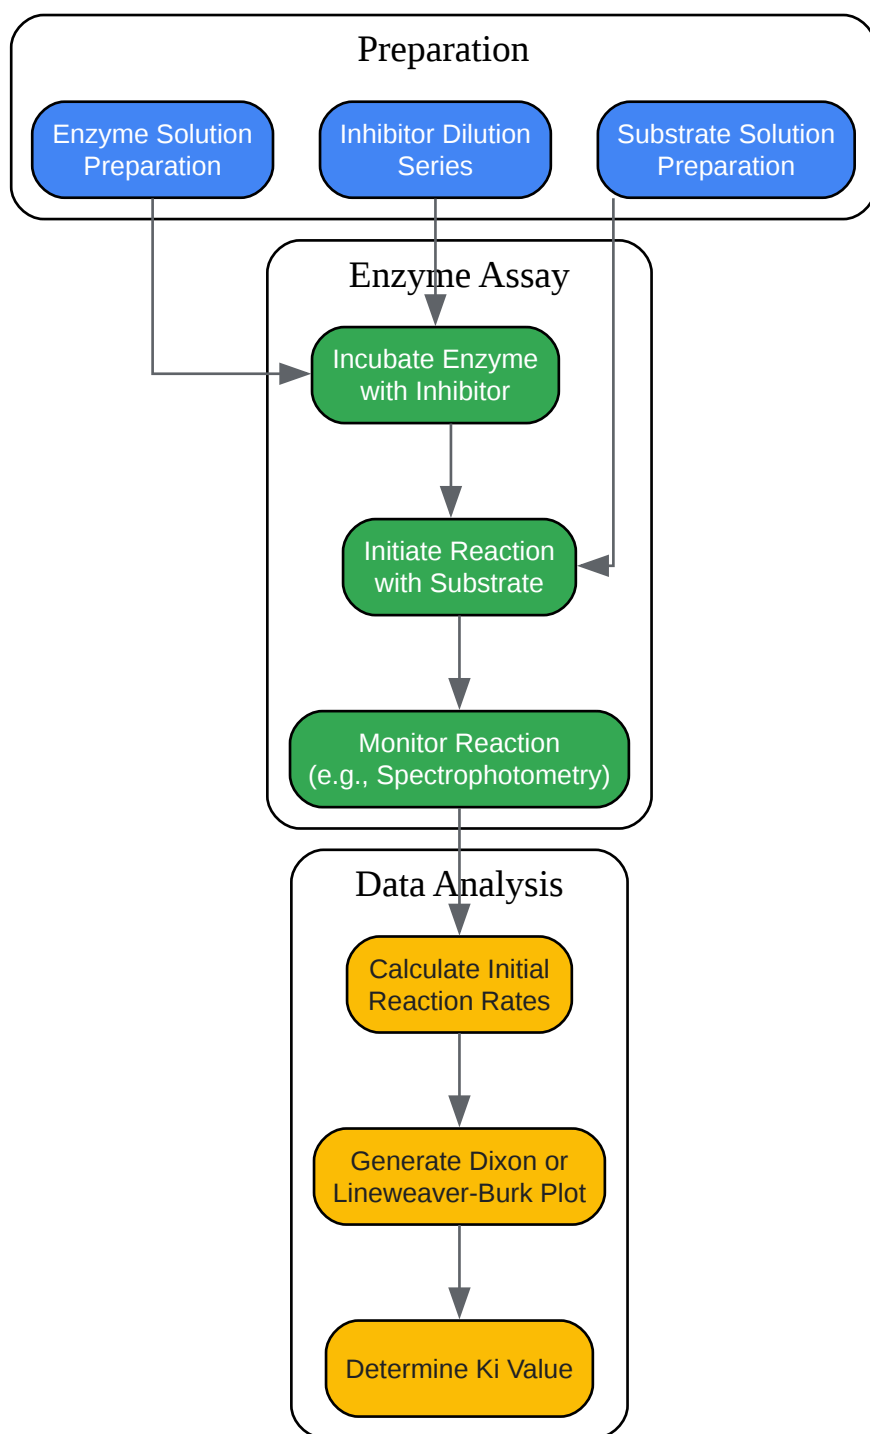 Preparation
Enzyme Solution
Preparation
Inhibitor Dilution
Series
Substrate Solution
Preparation
Enzyme Assay
Incubate Enzyme
with Inhibitor
Initiate Reaction
with Substrate
Monitor Reaction
(e.g., Spectrophotometry)
Data Analysis
Calculate Initial
Reaction Rates
Generate Dixon or
Lineweaver-Burk Plot
Determine Ki Value